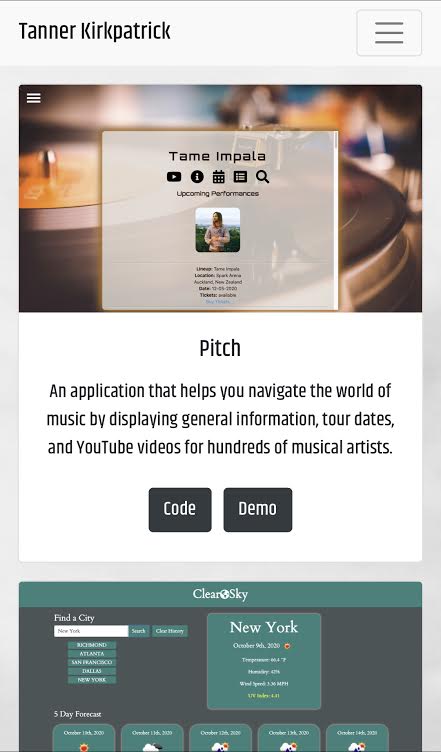 Tanner Kirkpatrick
Tame Impala
Upcoming Performances
Lineup: Tame Impala
Location: Spark Arena
Auckland, New Zealand
Date: 12-05-2020
Tickets: available
Buy Tickets
Pitch
An application that helps you navigate the world of
music by displaying general information, tour dates,
and YouTube videos for hundreds of musical artists.
Code
Demo
Clear Sky
Find a City
New York
Search
Clear History
RICHMOND
ATLANTA
SAN FRANCISCO
DALLAS
NEW YORK
New York
October 9th, 2020
Temperature: 66.4 °F
Humidity: 42%
Wind Speed: 3.36 MPH
UV Index: 4.41
5 Day Forecast
October 10th, 2020
October 11th, 2020
October 12th, 2020
October 13th, 2020
October 14th, 2020